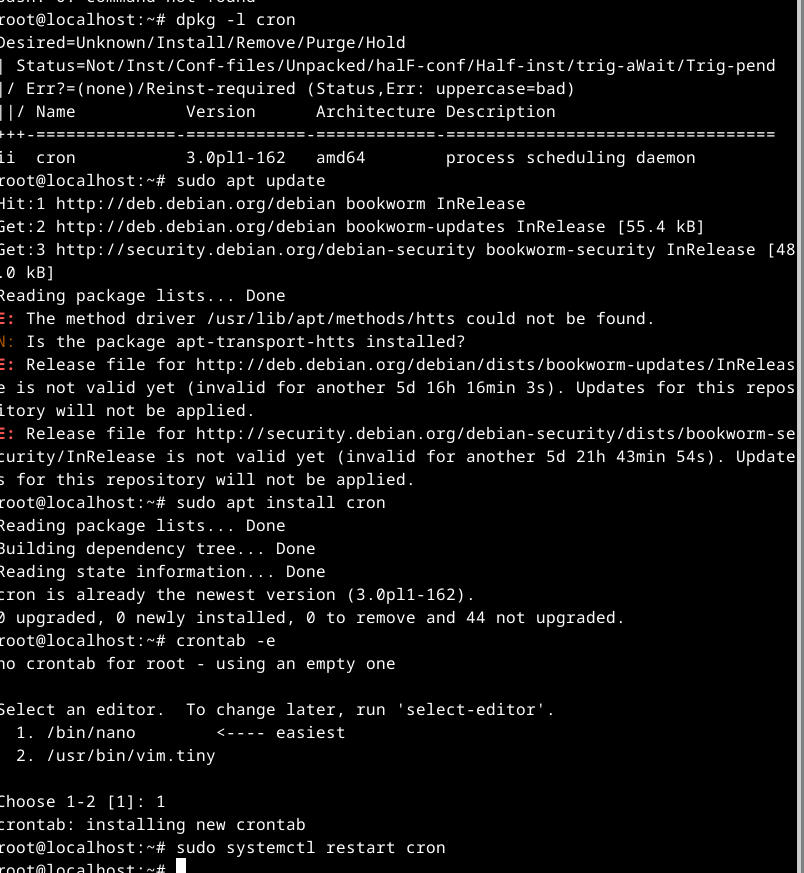 root@localhost:~# dpkg -l cron
Desired=Unknown/Install/Remove/Purge/Hold
| Status=Not/Inst/Conf-files/Unpacked/halF-conf/Half-inst/trig-aWait/Trig-pend
|/ Err?=(none)/Reinst-required (Status,Err: uppercase=bad)
||/ Name           Version      Architecture Description
+++-==============-============-============-=================================
ii  cron           3.0pl1-162   amd64        process scheduling daemon
root@localhost:~# sudo apt update
Hit:1 http://deb.debian.org/debian bookworm InRelease
Get:2 http://deb.debian.org/debian bookworm-updates InRelease [55.4 kB]
Get:3 http://security.debian.org/debian-security bookworm-security InRelease [48
.0 kB]
Reading package lists... Done
E: The method driver /usr/lib/apt/methods/htts could not be found.
N: Is the package apt-transport-htts installed?
E: Release file for http://deb.debian.org/debian/dists/bookworm-updates/InReleas
e is not valid yet (invalid for another 5d 16h 16min 3s). Updates for this repos
itory will not be applied.
E: Release file for http://security.debian.org/debian-security/dists/bookworm-se
curity/InRelease is not valid yet (invalid for another 5d 21h 43min 54s). Update
s for this repository will not be applied.
root@localhost:~# sudo apt install cron
Reading package lists... Done
Building dependency tree... Done
Reading state information... Done
cron is already the newest version (3.0pl1-162).
0 upgraded, 0 newly installed, 0 to remove and 44 not upgraded.
root@localhost:~# crontab -e
no crontab for root - using an empty one

Select an editor.  To change later, run 'select-editor'.
  1. /bin/nano        <---- easiest
  2. /usr/bin/vim.tiny

Choose 1-2 [1]: 1
crontab: installing new crontab
root@localhost:~# sudo systemctl restart cron
root@localhost:~#